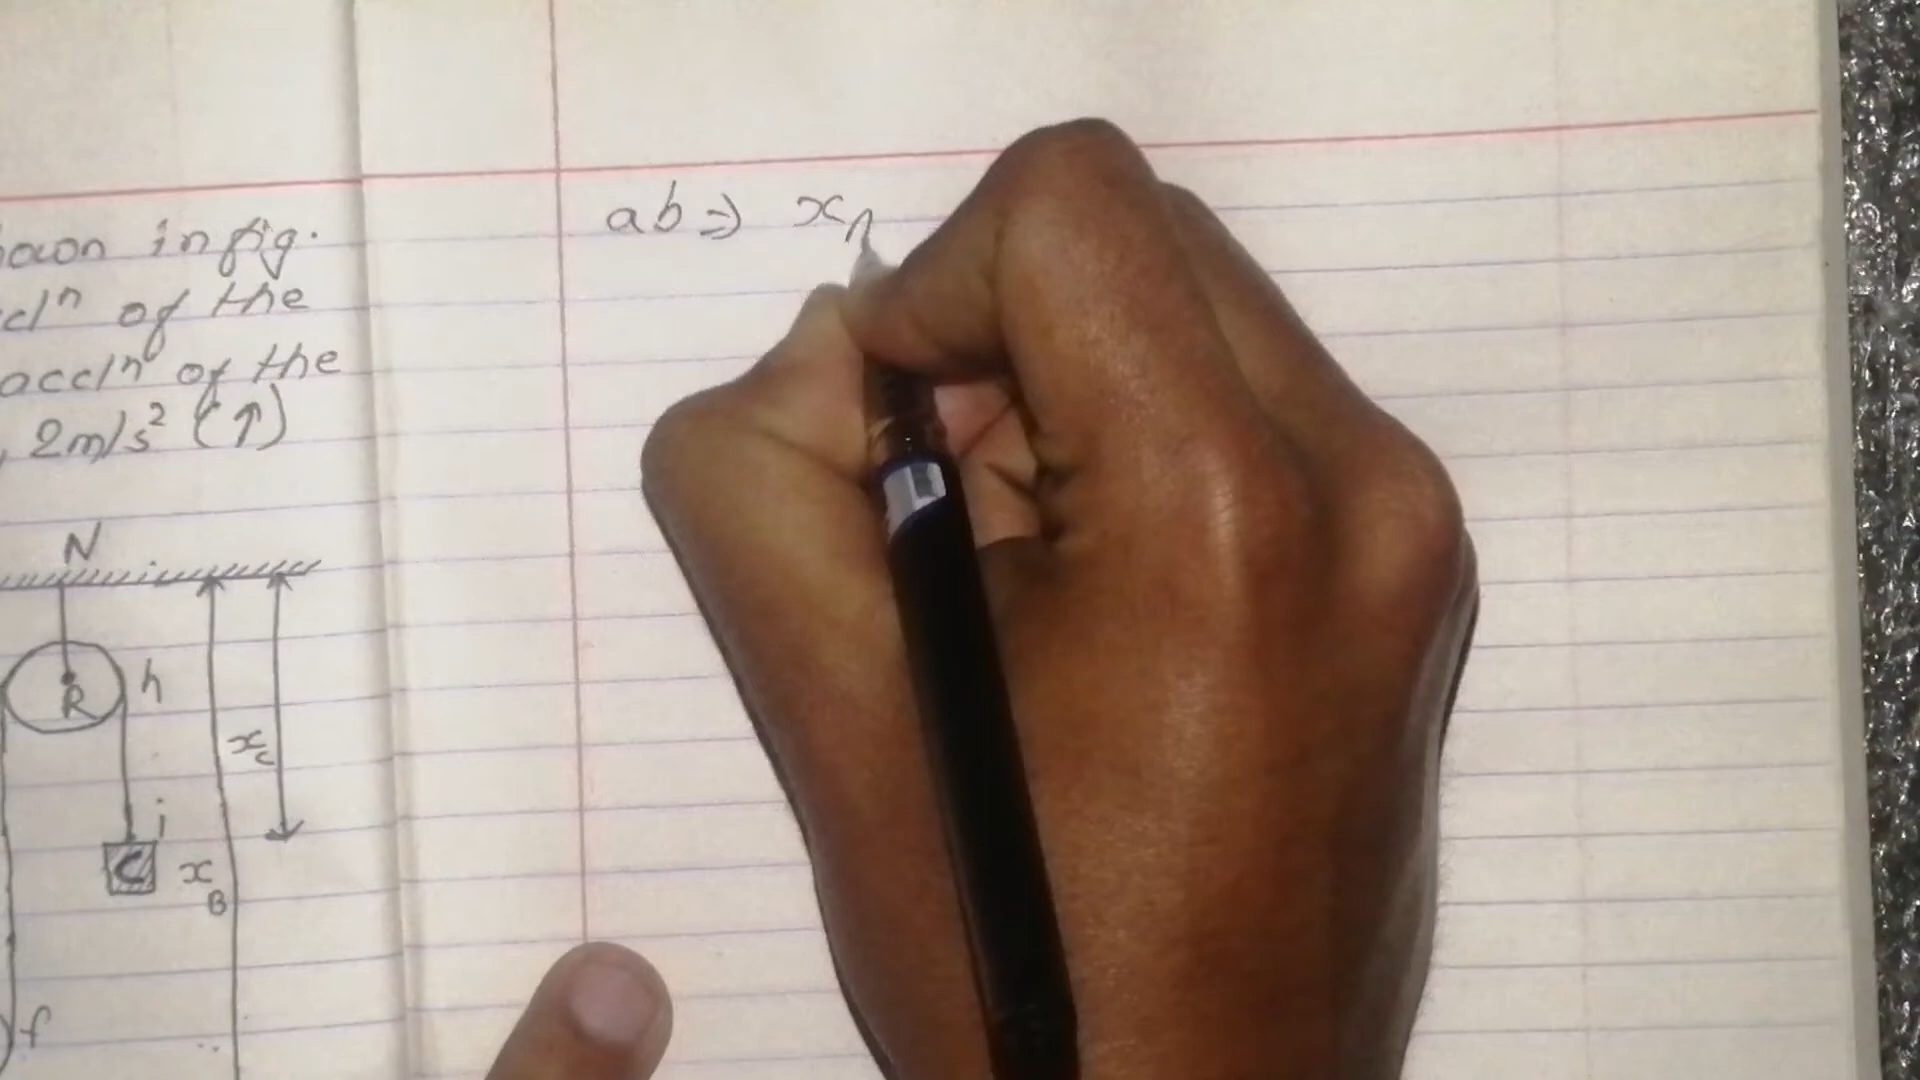 in fig.
of the
accln of the
2m/s² (↑)
N
R
h
x_c
i
C
x_B
f
ab ⇒ x